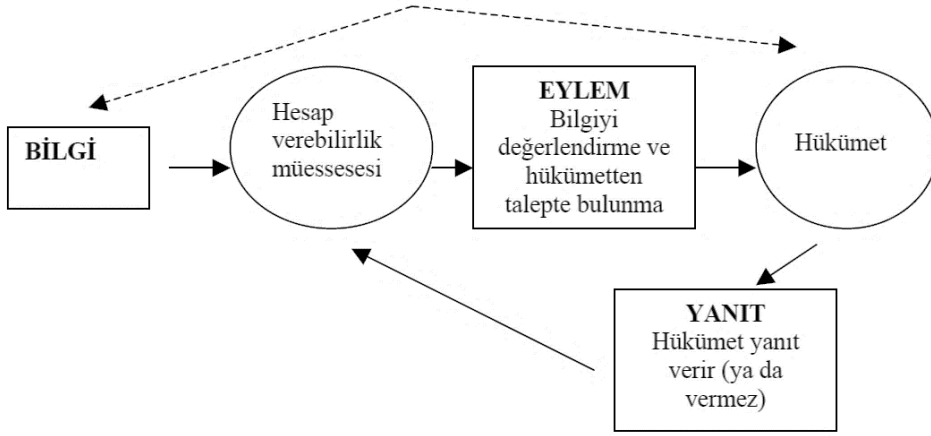 BİLGİ
Hesap
verebilirlik
müessesesi
EYLEM
Bilgiyi
değerlendirme ve
hükümetten
talepte bulunma
Hükümet
YANIT
Hükümet yanıt
verir (ya da
vermez)